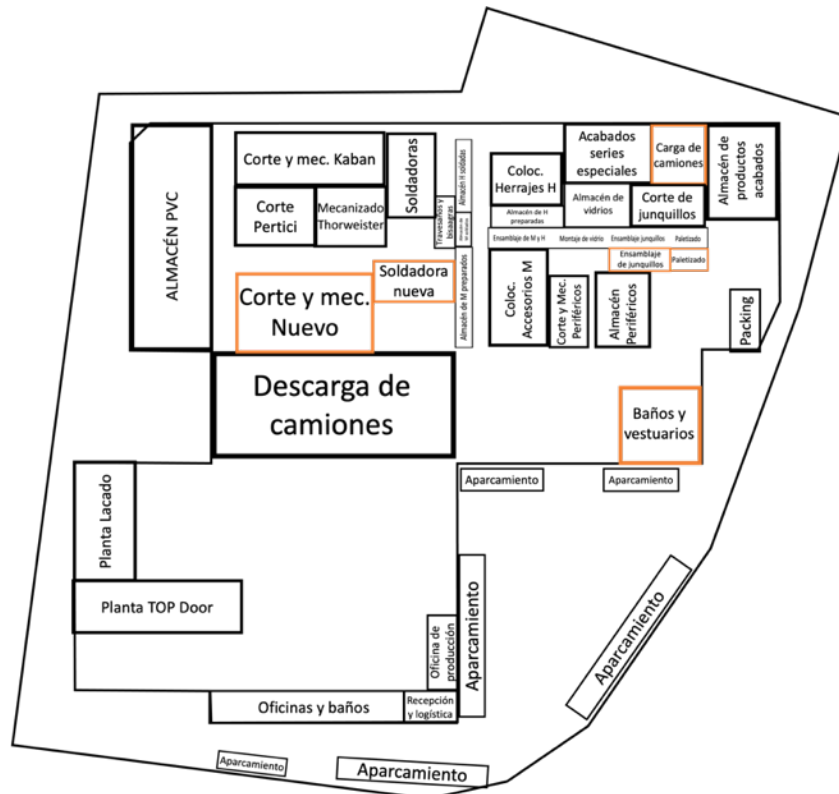 ALMACÉN PVC
Corte y mec. Kaban
Soldadoras
Corte
Pertici
Mecanizado
Thorweister
Travesaños y
bisagras
Almacén H soldadas
Almacén de M preparados
Coloc.
Herrajes H
Almacén de H
preparadas
Acabados
series
especiales
Carga de
camiones
Almacén de
productos
acabados
Almacén de
vidrios
Corte de
junquillos
Ensamblaje de M y H
Montaje de vidrio
Ensamblaje junquillos
Paletizado
Ensamblaje
de junquillos
Paletizado
Corte y mec.
Nuevo
Soldadora
nueva
Coloc.
Accesorios M
Corte y Mec.
Periféricos
Almacén
Periféricos
Packing
Descarga de
camiones
Baños y
vestuarios
Aparcamiento
Aparcamiento
Planta Lacado
Planta TOP Door
Oficina de
producción
Aparcamiento
Aparcamiento
Oficinas y baños
Recepción
y logística
Aparcamiento
Aparcamiento